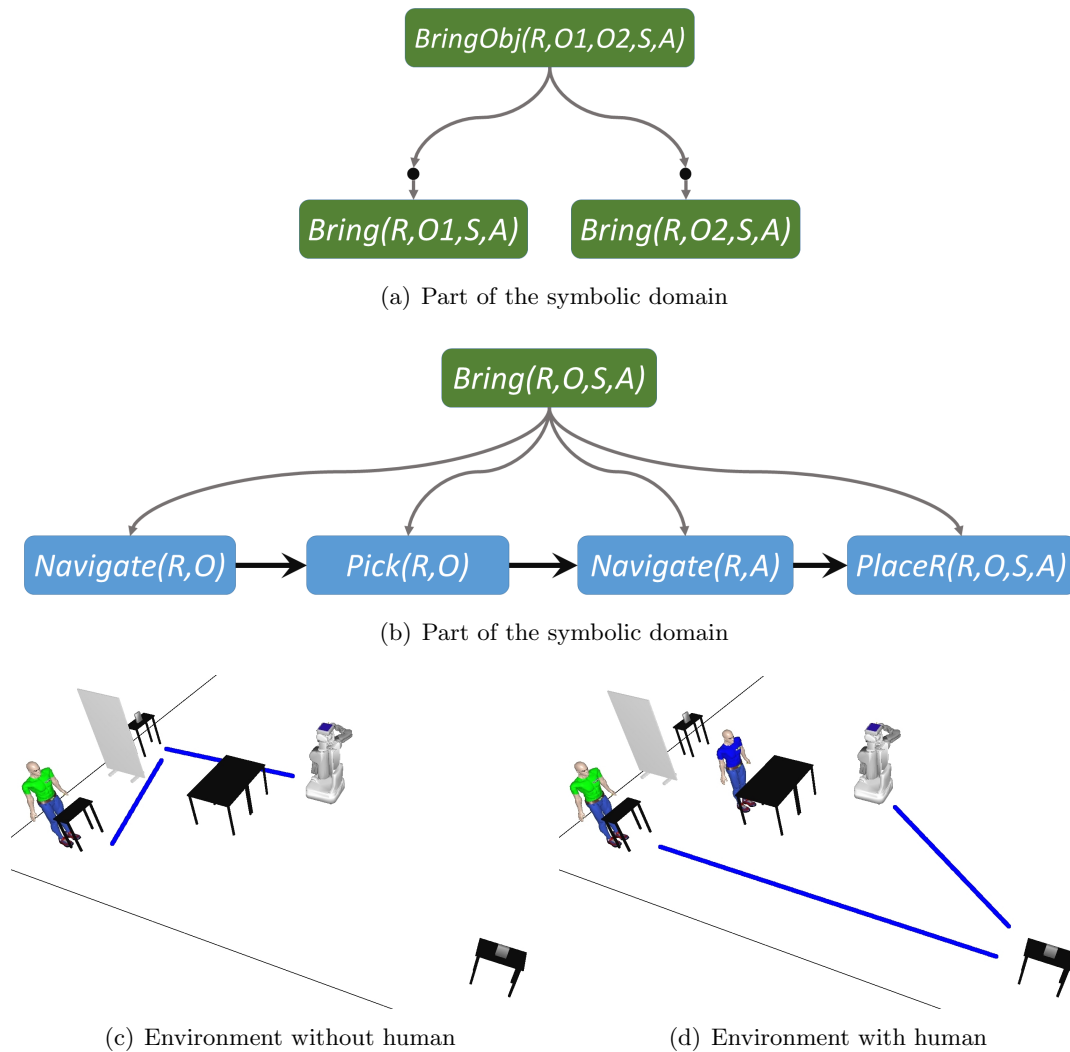 BringObj(R,O1,O2,S,A)
Bring(R,O1,S,A)
Bring(R,O2,S,A)
(a) Part of the symbolic domain
Bring(R,O,S,A)
Navigate(R,O)
Pick(R,O)
Navigate(R,A)
PlaceR(R,O,S,A)
(b) Part of the symbolic domain
(c) Environment without human
(d) Environment with human